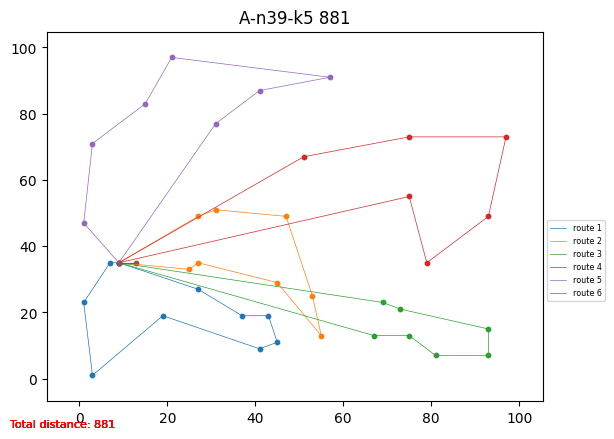 A-n39-k5 881
100
80
60
40
20
0
0 20 40 60 80 100
route 1
route 2
route 3
route 4
route 5
route 6
Total distance: 881